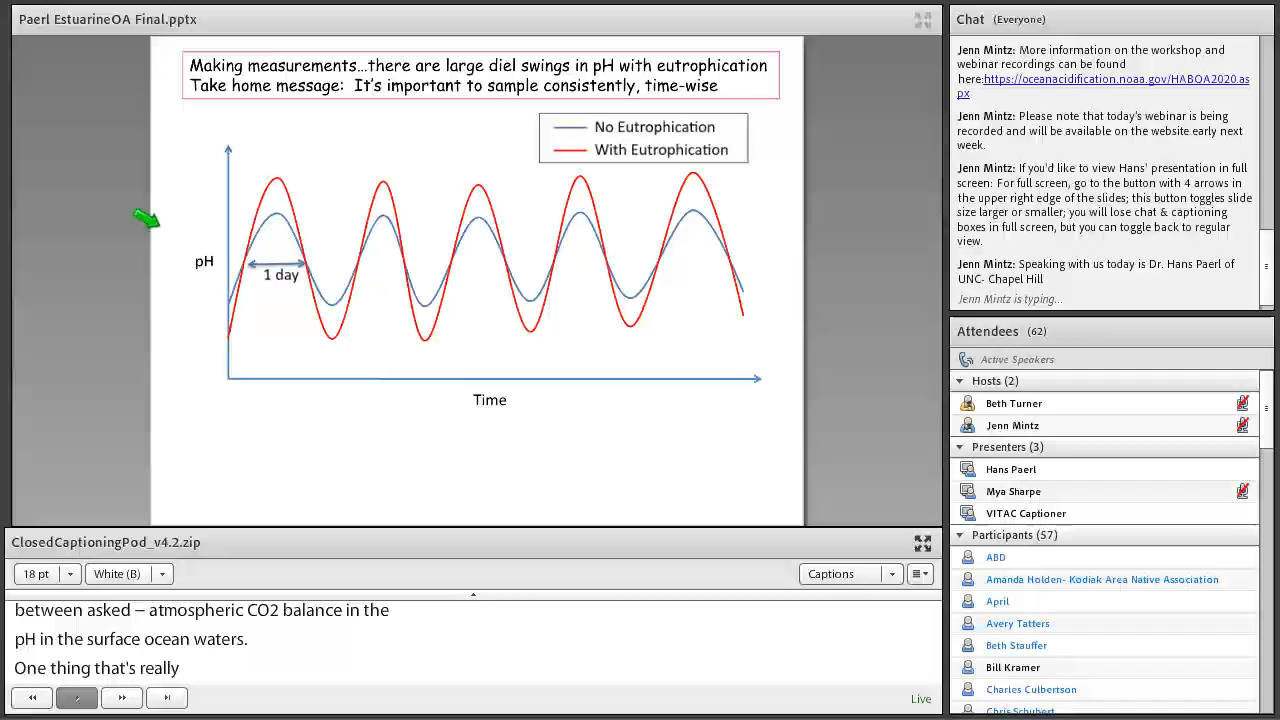 Paerl EstuarineOA Final.pptx
Making measurements...there are large diel swings in pH with eutrophication
Take home message: It's important to sample consistently, time-wise
No Eutrophication
With Eutrophication
pH
1 day
Time
ClosedCaptioningPod_v4.2.zip
18 pt
White (B)
Captions
between asked – atmospheric CO2 balance in the
pH in the surface ocean waters.
One thing that's really
Live
Chat (Everyone)
Jenn Mintz: More information on the workshop and
webinar recordings can be found
here:https://oceanacidification.noaa.gov/HABOA2020.as
px
Jenn Mintz: Please note that today's webinar is being
recorded and will be available on the website early next
week.
Jenn Mintz: If you'd like to view Hans' presentation in full
screen: For full screen, go to the button with 4 arrows in
the upper right edge of the slides; this button toggles slide
size larger or smaller; you will lose chat & captioning
boxes in full screen, but you can toggle back to regular
view.
Jenn Mintz: Speaking with us today is Dr. Hans Paerl of
UNC- Chapel Hill
Jenn Mintz is typing...
Attendees (62)
Active Speakers
Hosts (2)
Beth Turner
Jenn Mintz
Presenters (3)
Hans Paerl
Mya Sharpe
VITAC Captioner
Participants (57)
ABD
Amanda Holden- Kodiak Area Native Association
April
Avery Tatters
Beth Stauffer
Bill Kramer
Charles Culbertson
Chris Schubert